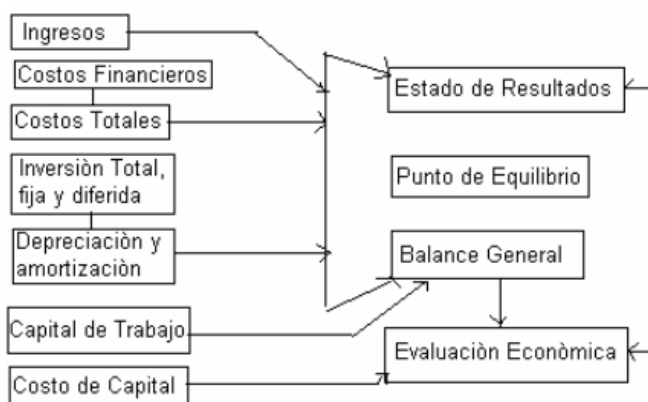 Ingresos
Costos Financieros
Costos Totales
Inversiòn Total,
fija y diferida
Depreciaciòn y
amortizaciòn
Capital de Trabajo
Costo de Capital
Estado de Resultados
Punto de Equilibrio
Balance General
Evaluaciòn Econòmica